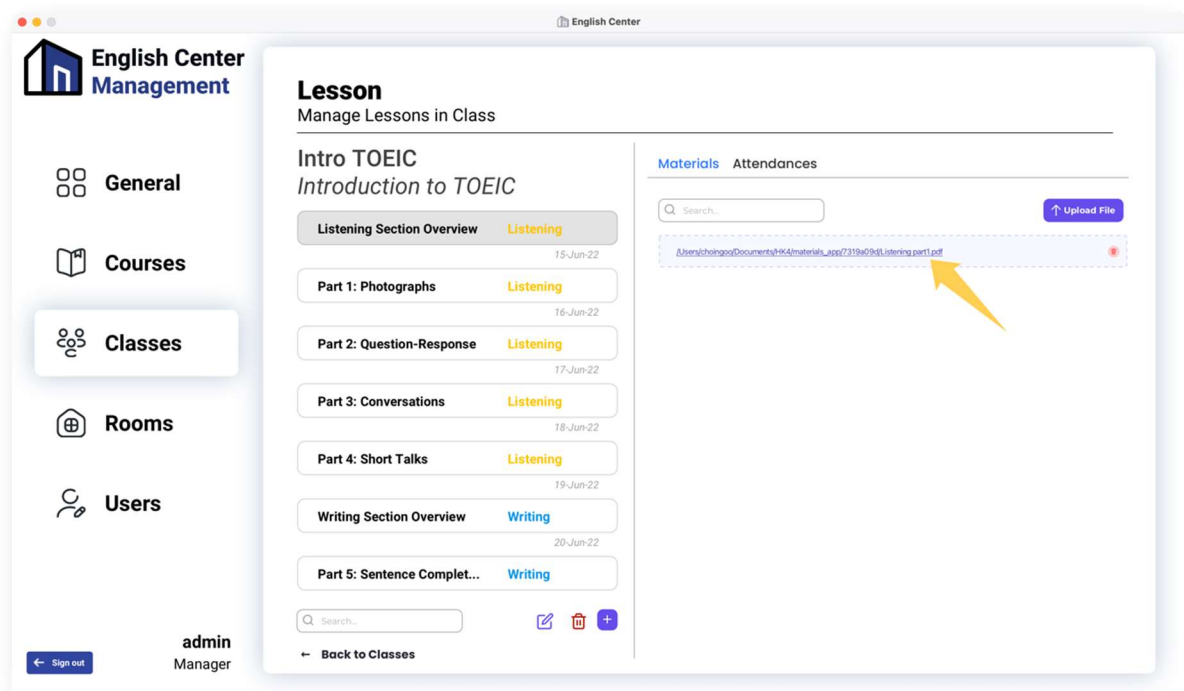 English Center
English Center
Management
General
Courses
Classes
Rooms
Users
admin
Manager
Sign out
Lesson
Manage Lessons in Class
Intro TOEIC
Introduction to TOEIC
Listening Section Overview Listening
15-Jun-22
Part 1: Photographs Listening
16-Jun-22
Part 2: Question-Response Listening
17-Jun-22
Part 3: Conversations Listening
18-Jun-22
Part 4: Short Talks Listening
19-Jun-22
Writing Section Overview Writing
20-Jun-22
Part 5: Sentence Complet... Writing
Search..
Back to Classes
Materials Attendances
Search..
Upload File
/Users/choingoo/Documents/HK4/materials_app/7319a09d/Listening part1.pdf